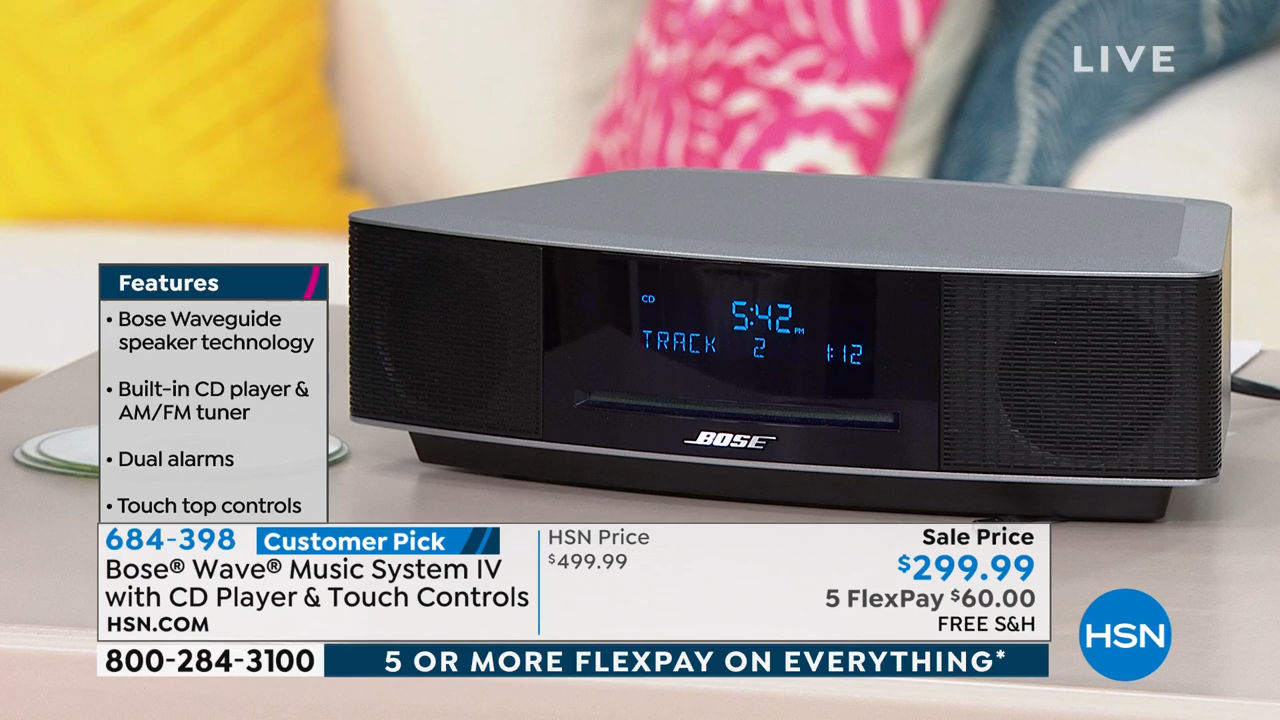 LIVE
CD
5:42 PM
TRACK 2 1:12
BOSE
Features
• Bose Waveguide
speaker technology
• Built-in CD player &
AM/FM tuner
• Dual alarms
• Touch top controls
684-398 Customer Pick
Bose® Wave® Music System IV
with CD Player & Touch Controls
HSN.COM
HSN Price
$499.99
Sale Price
$299.99
5 FlexPay $60.00
FREE S&H
HSN
800-284-3100 5 OR MORE FLEXPAY ON EVERYTHING*